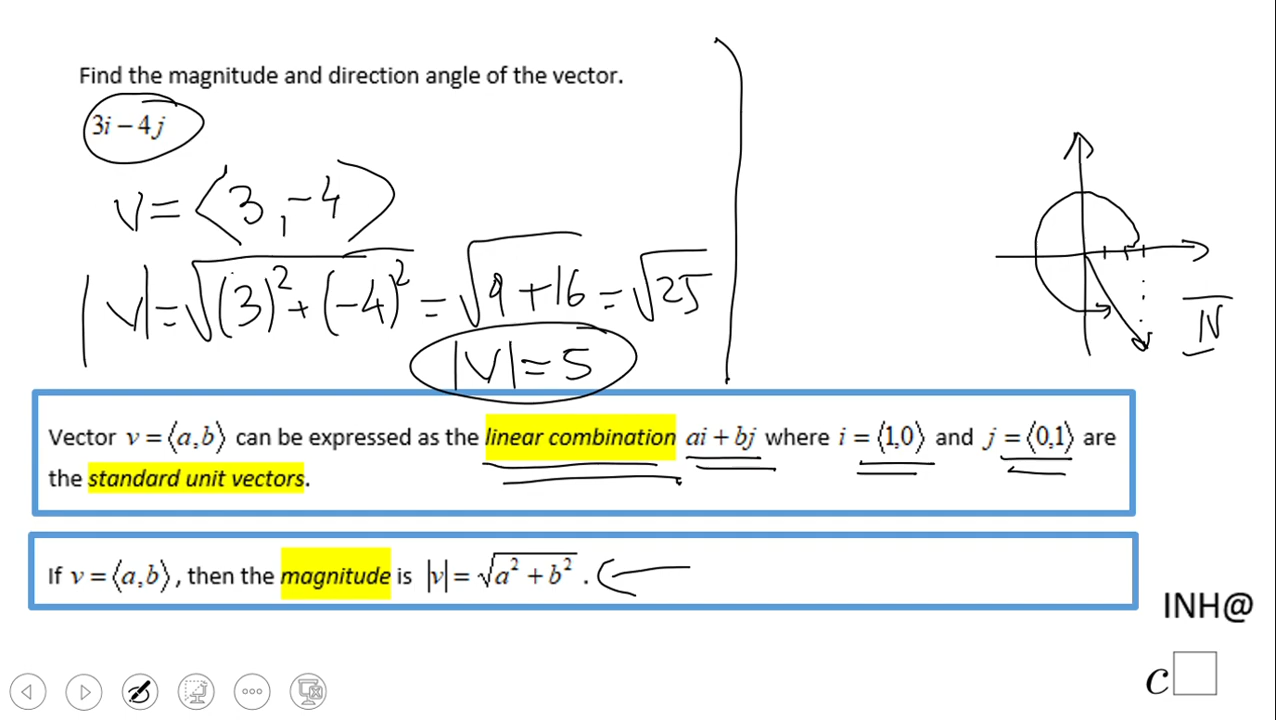 Find the magnitude and direction angle of the vector.
3i − 4j
v = ⟨3, −4⟩
|v| = √(3)² + (−4)² = √9 + 16 = √25
|v| = 5
IV
Vector v = ⟨a,b⟩ can be expressed as the linear combination ai + bj where i = ⟨1,0⟩ and j = ⟨0,1⟩ are
the standard unit vectors.
If v = ⟨a,b⟩, then the magnitude is |v| = √a² + b².
INH@
c